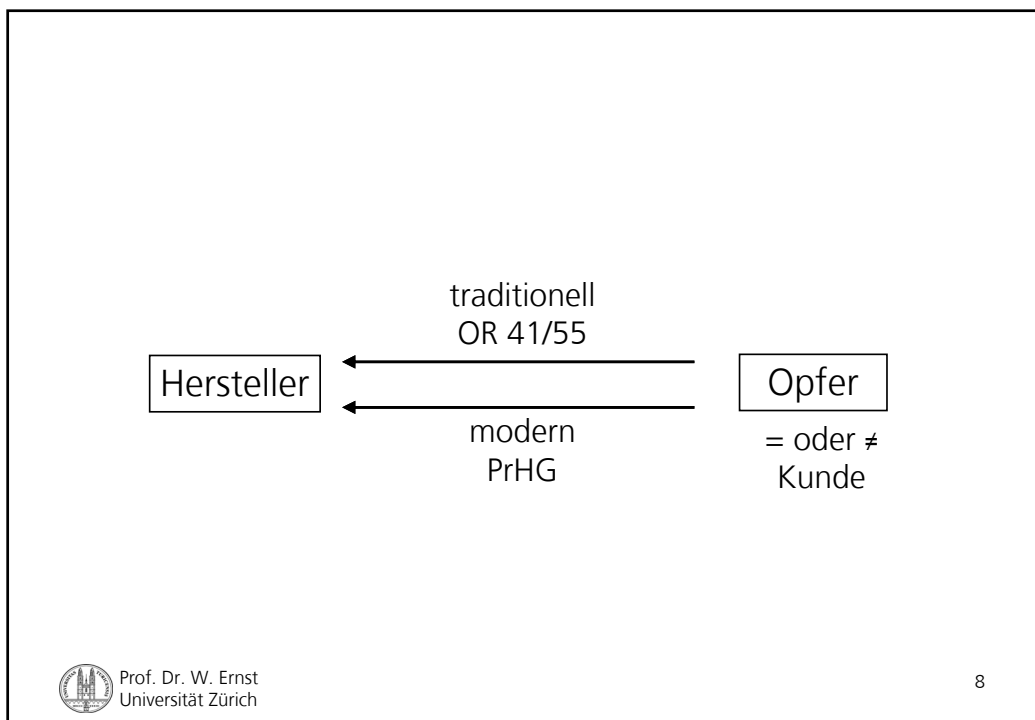 traditionell
OR 41/55
Hersteller
Opfer
modern
PrHG
= oder ≠
Kunde
Prof. Dr. W. Ernst
Universität Zürich
8